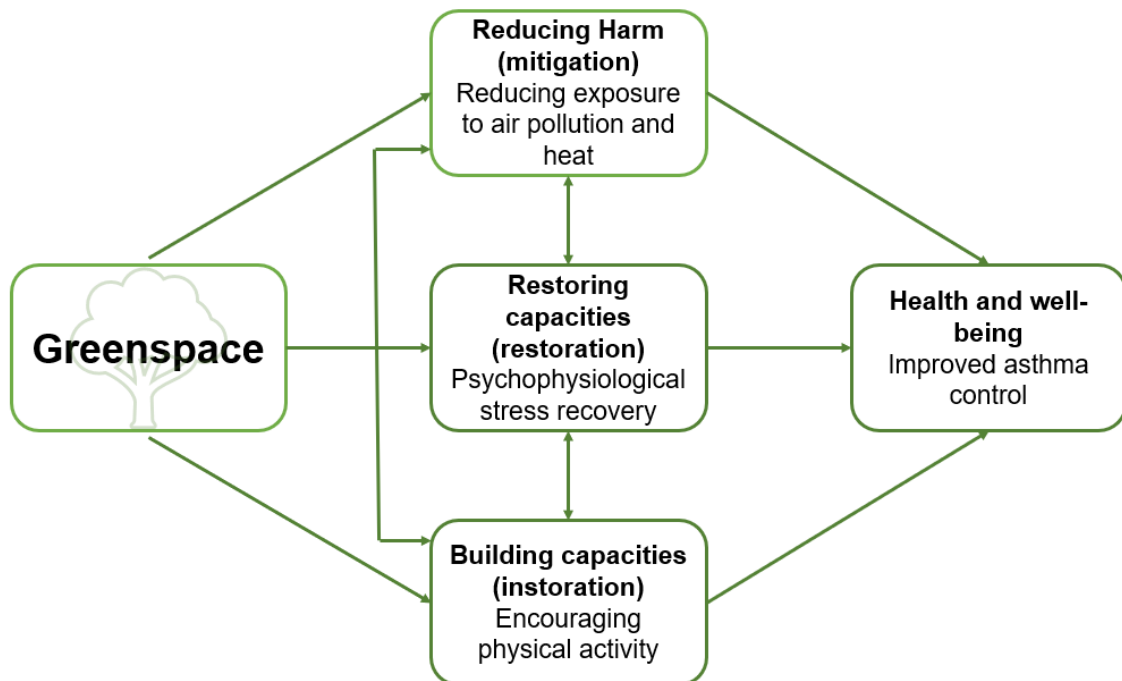 Reducing Harm
(mitigation)
Reducing exposure
to air pollution and
heat
Greenspace
Restoring
capacities
(restoration)
Psychophysiological
stress recovery
Health and well-
being
Improved asthma
control
Building capacities
(instoration)
Encouraging
physical activity